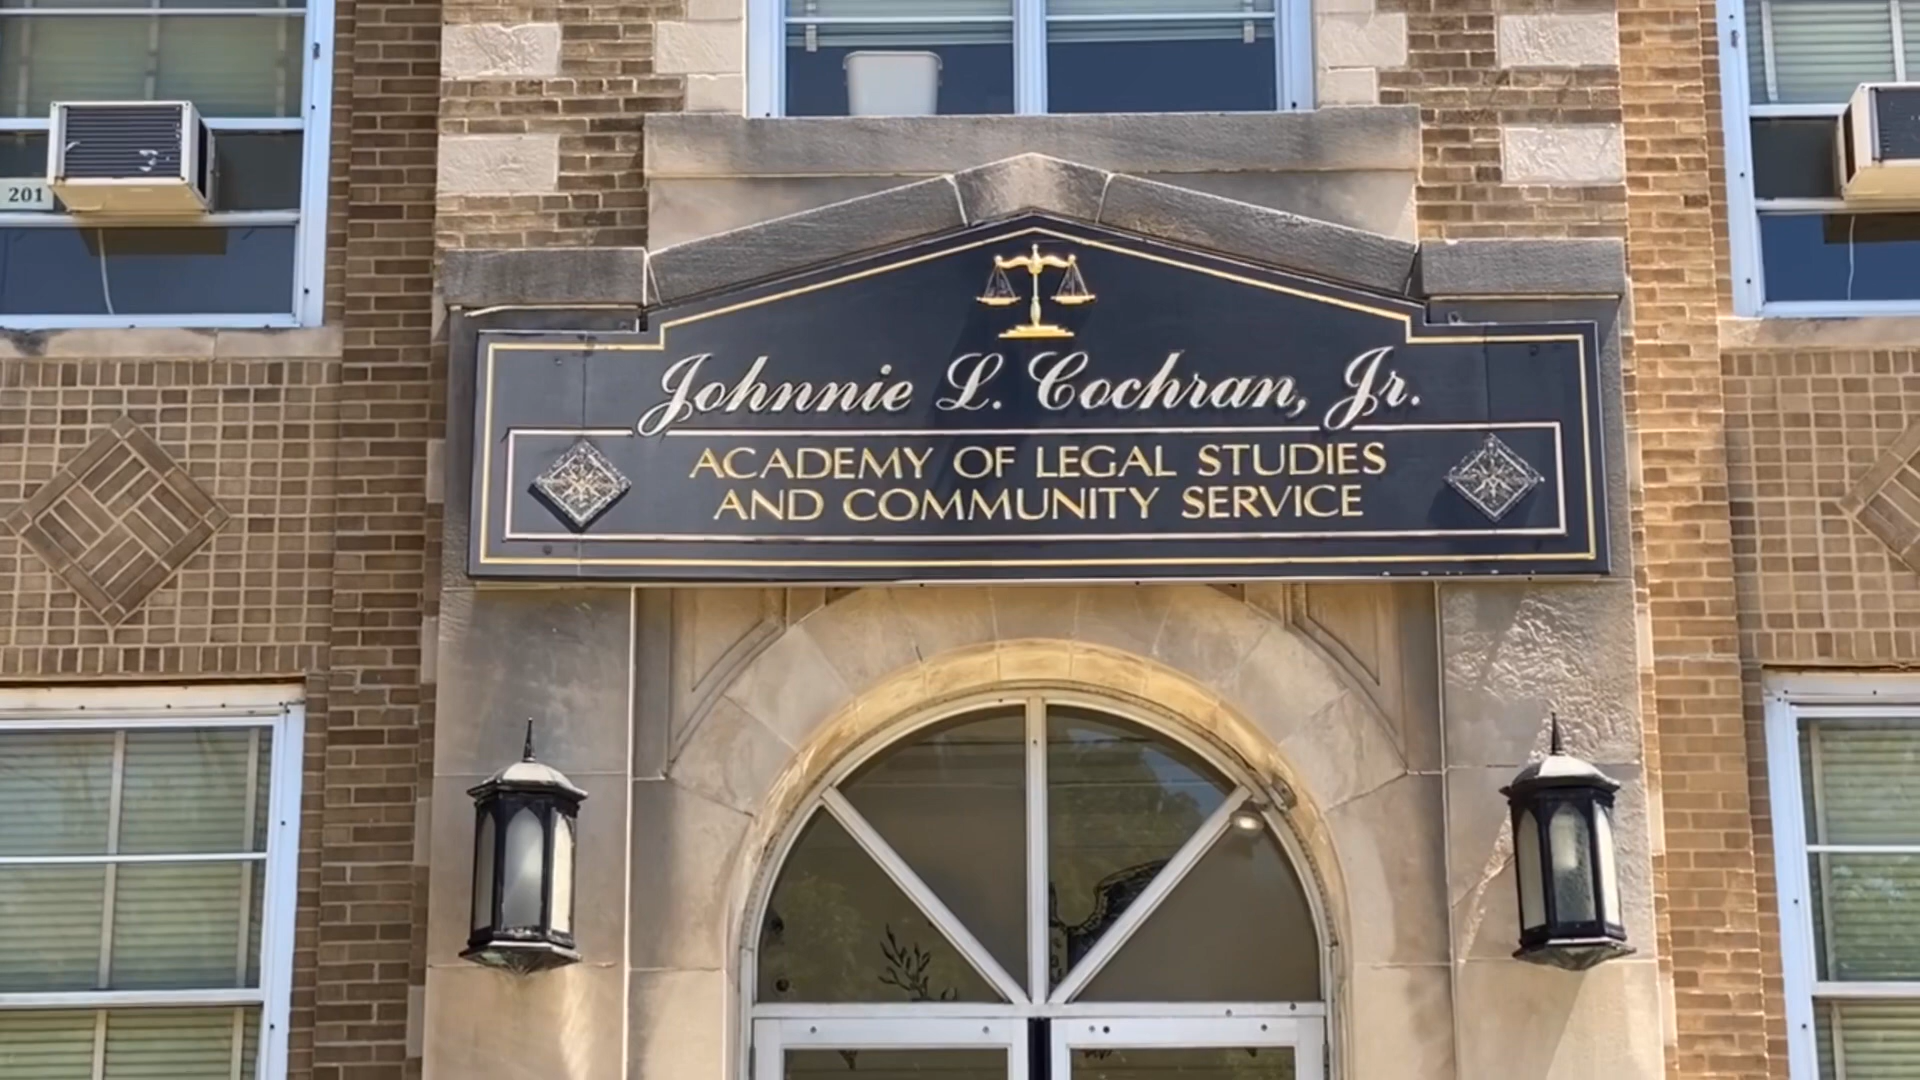 201
Johnnie L. Cochran, Jr.
ACADEMY OF LEGAL STUDIES
AND COMMUNITY SERVICE